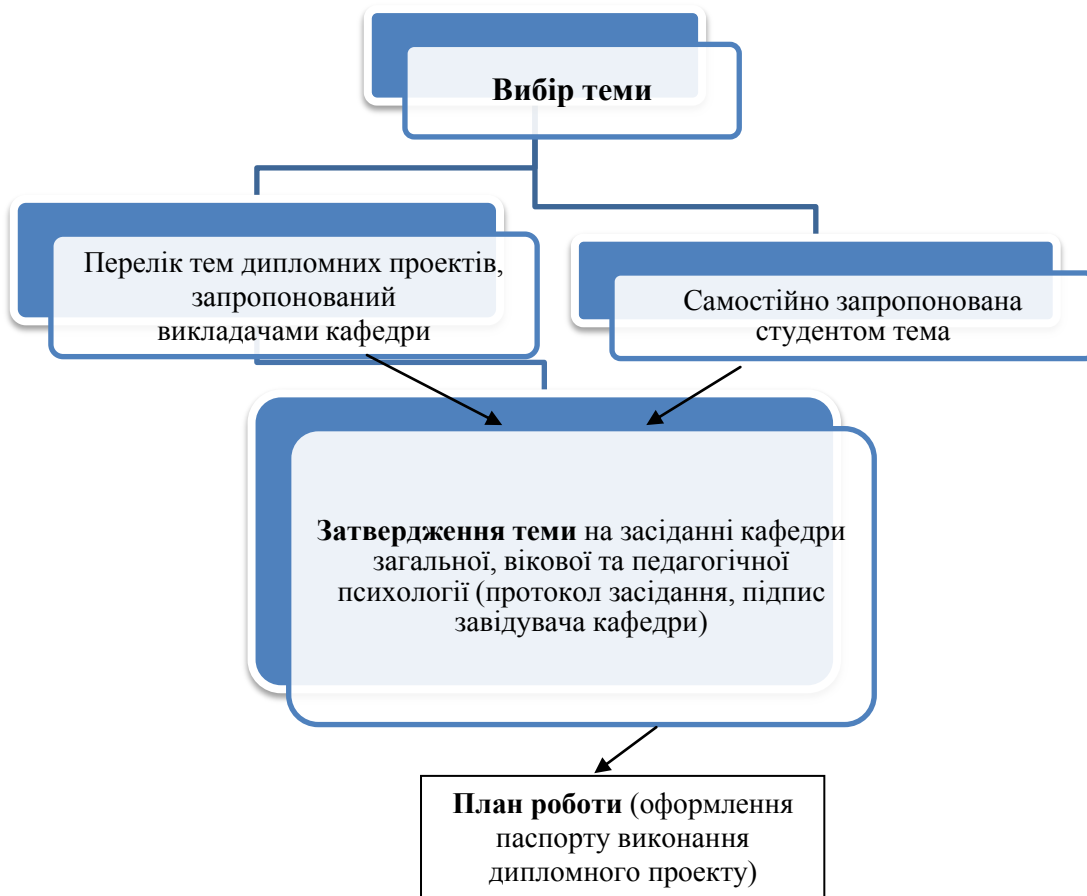 Вибір теми
Перелік тем дипломних проектів,
запропонований
викладачами кафедри
Самостійно запропонована
студентом тема
Затвердження теми на засіданні кафедри
загальної, вікової та педагогічної
психології (протокол засідання, підпис
завідувача кафедри)
План роботи (оформлення
паспорту виконання
дипломного проекту)